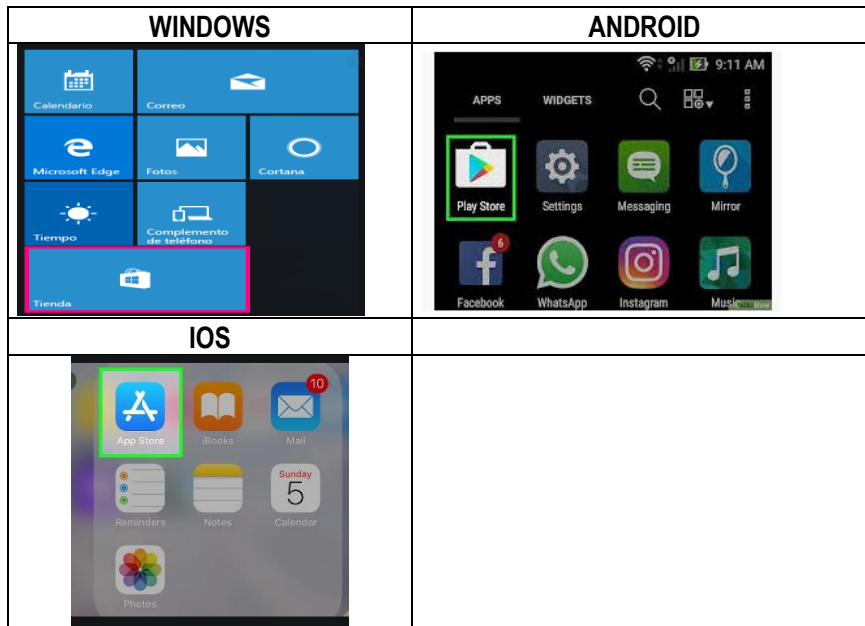 WINDOWS
ANDROID
Calendario
Correo
Microsoft Edge
Fotos
Cortana
Tiempo
Complemento
de teléfono
Tienda
9:11 AM
APPS
WIDGETS
Play Store
Settings
Messaging
Mirror
6
Facebook
WhatsApp
Instagram
Music
IOS
10
App Store
iBooks
Mail
Sunday
5
Reminders
Notes
Calendar
Photos